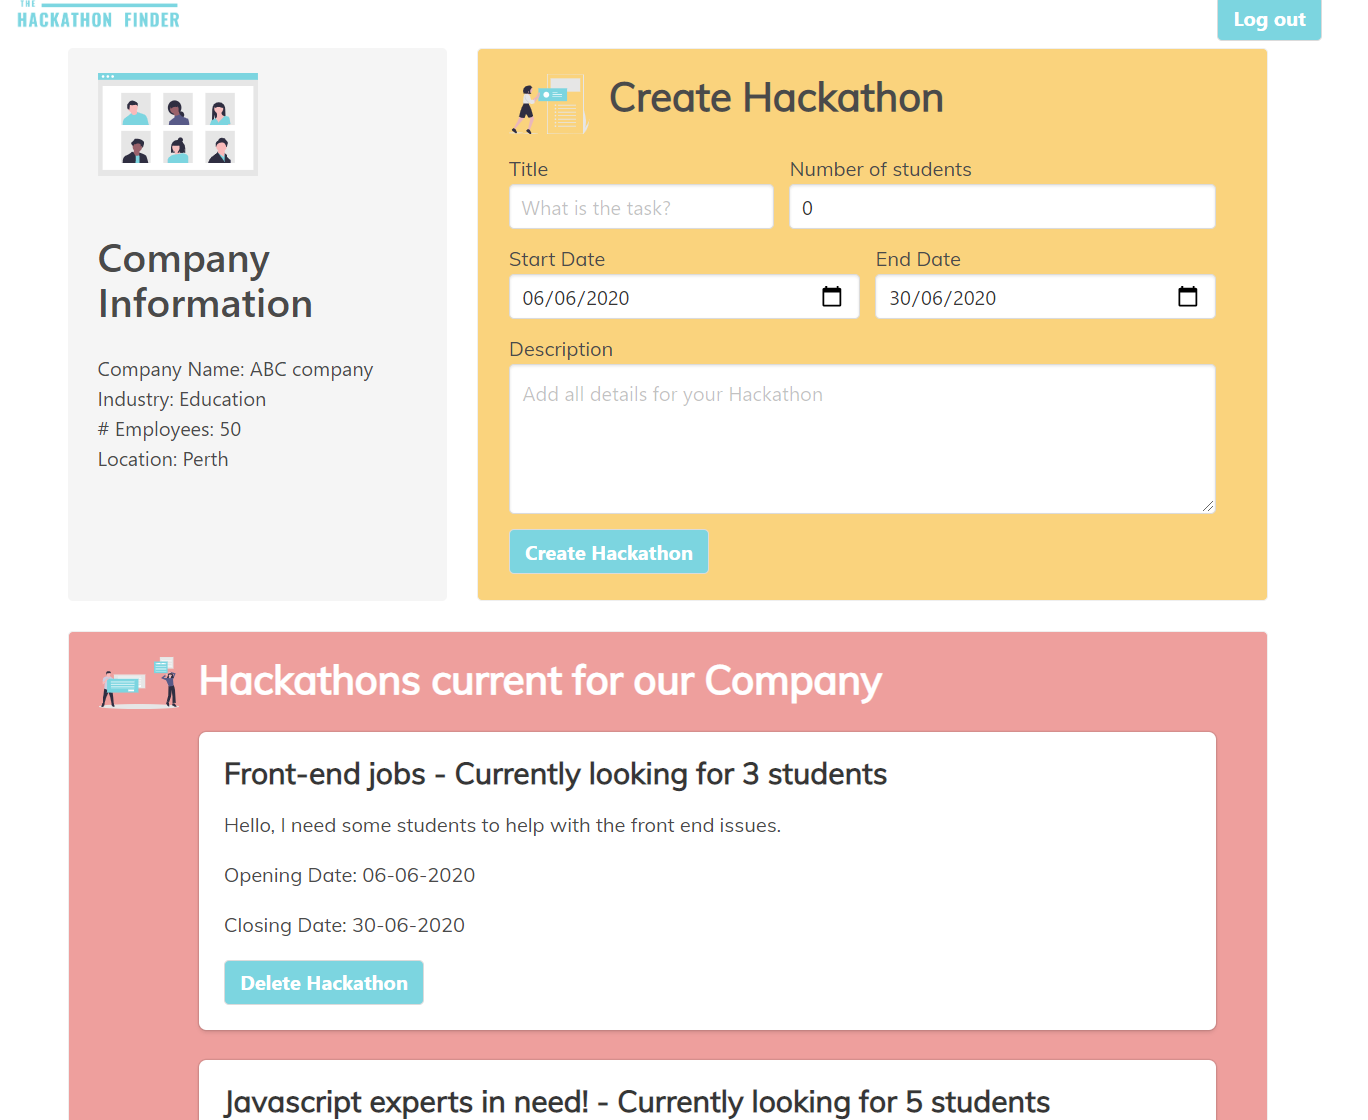 THE
HACKATHON FINDER
Log out
Company
Information
Company Name: ABC company
Industry: Education
# Employees: 50
Location: Perth
Create Hackathon
Title
Number of students
What is the task?
0
Start Date
End Date
06/06/2020
30/06/2020
Description
Add all details for your Hackathon
Create Hackathon
Hackathons current for our Company
Front-end jobs - Currently looking for 3 students
Hello, I need some students to help with the front end issues.
Opening Date: 06-06-2020
Closing Date: 30-06-2020
Delete Hackathon
Javascript experts in need! - Currently looking for 5 students